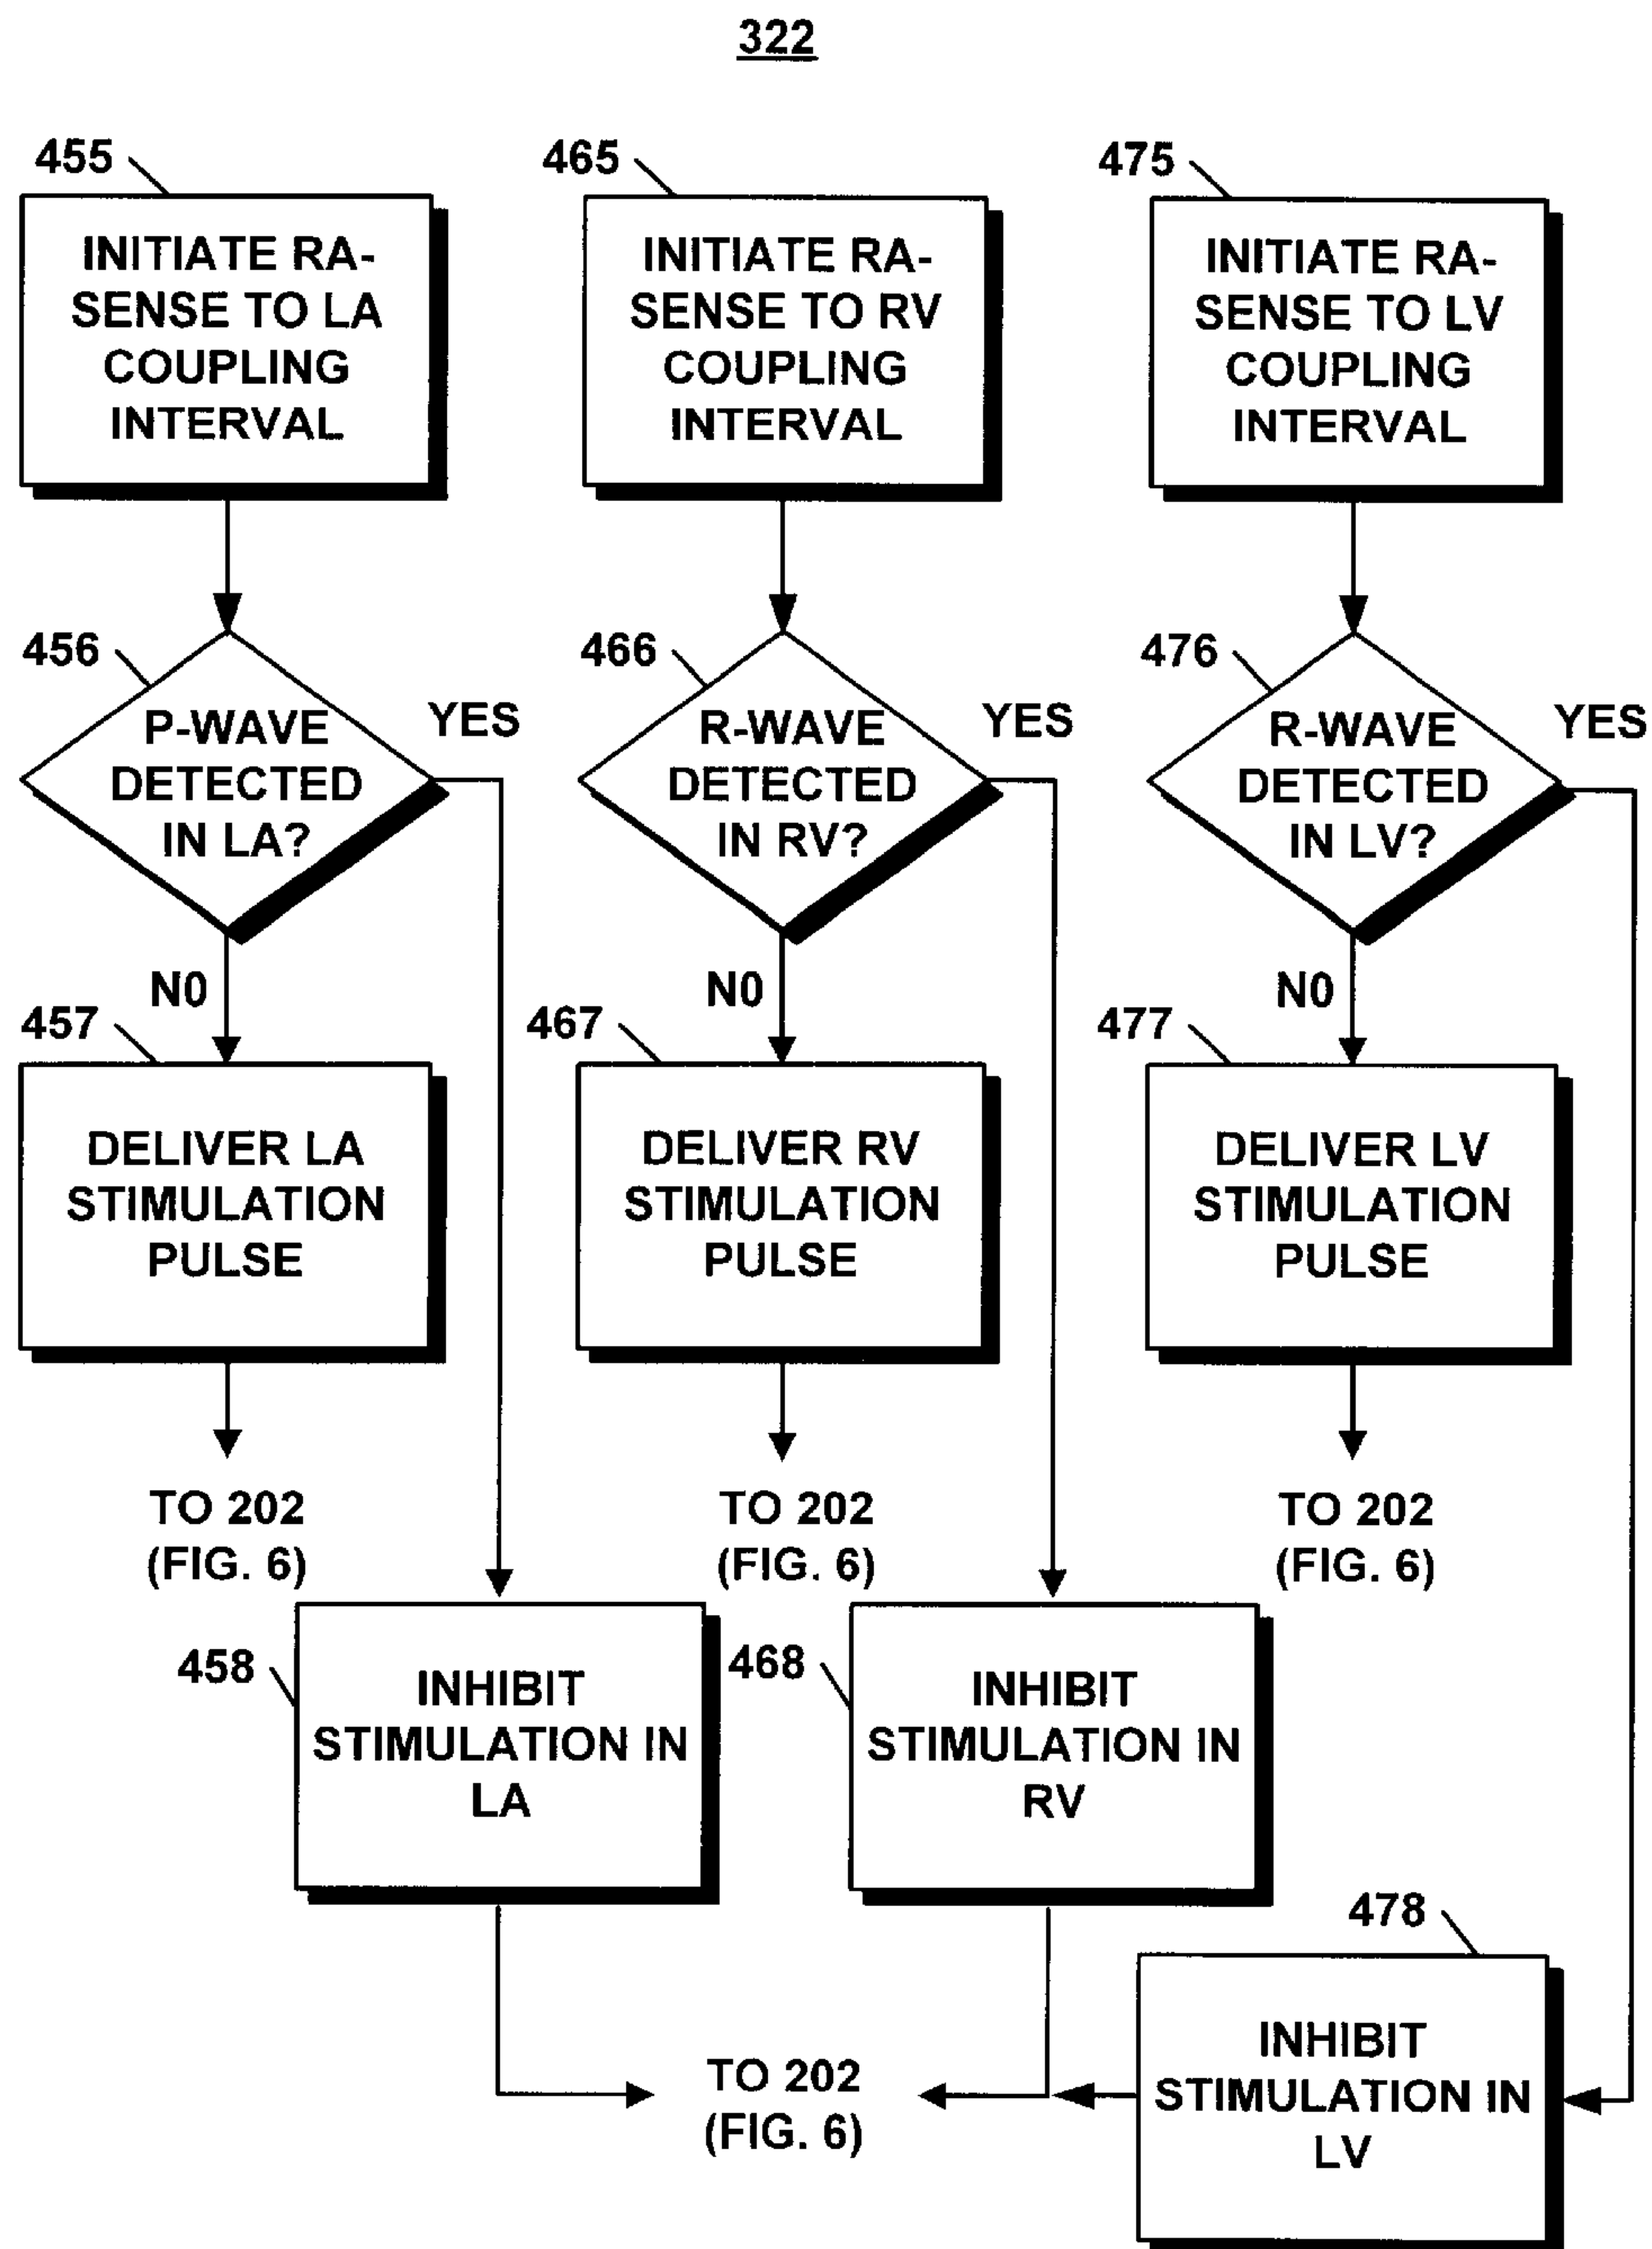 322
455
465
475
INITIATE RA-
SENSE TO LA
COUPLING
INTERVAL
INITIATE RA-
SENSE TO RV
COUPLING
INTERVAL
INITIATE RA-
SENSE TO LV
COUPLING
INTERVAL
456
466
476
P-WAVE
DETECTED
IN LA?
YES
R-WAVE
DETECTED
IN RV?
YES
R-WAVE
DETECTED
IN LV?
YES
N0
N0
N0
457
467
477
DELIVER LA
STIMULATION
PULSE
DELIVER RV
STIMULATION
PULSE
DELIVER LV
STIMULATION
PULSE
TO 202
(FIG. 6)
TO 202
(FIG. 6)
TO 202
(FIG. 6)
458
468
INHIBIT
STIMULATION IN
LA
INHIBIT
STIMULATION IN
RV
478
INHIBIT
STIMULATION IN
LV
TO 202
(FIG. 6)